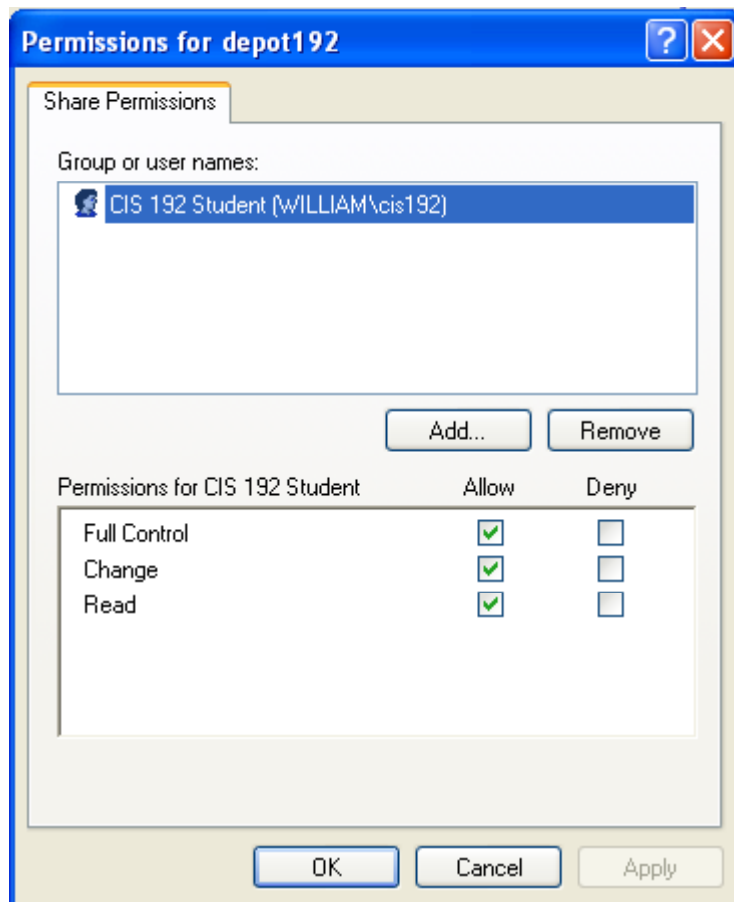 Permissions for depot192
Share Permissions
Group or user names:
CIS 192 Student (WILLIAM\cis192)
Add... Remove
Permissions for CIS 192 Student Allow Deny
Full Control
Change
Read
OK Cancel Apply